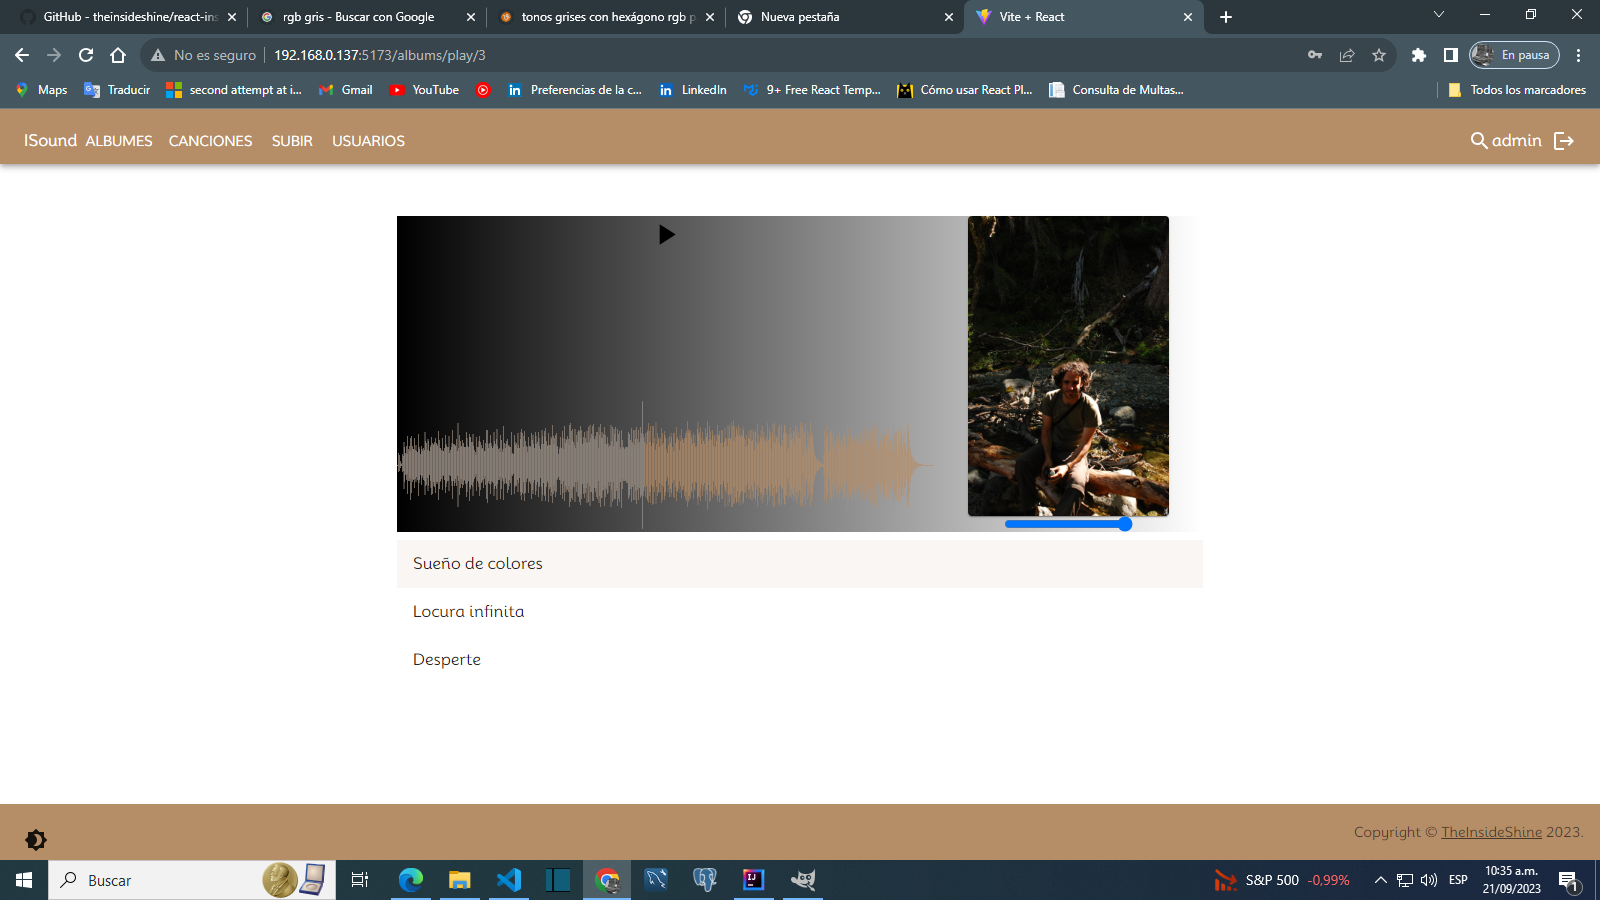 GitHub - theinsideshine/react-ins
rgb gris - Buscar con Google
tonos grises con hexágono rgb p
Nueva pestaña
Vite + React
No es seguro
192.168.0.137:5173/albums/play/3
En pausa
Maps
Traducir
second attempt at i...
Gmail
YouTube
Preferencias de la c...
LinkedIn
9+ Free React Temp...
Cómo usar React Pl...
Consulta de Multas...
Todos los marcadores
ISound
ALBUMES
CANCIONES
SUBIR
USUARIOS
admin
Sueño de colores
Locura infinita
Desperte
Copyright © TheInsideShine 2023.
Buscar
S&P 500 -0,99%
ESP
10:35 a.m.
21/09/2023
1